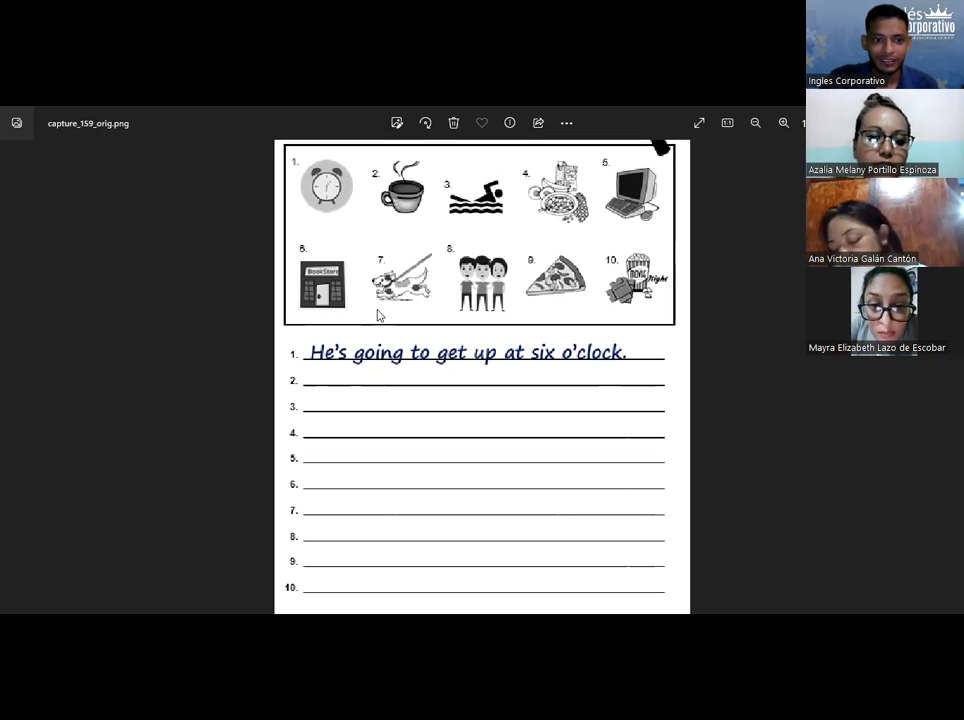 lés
corporativo
Ingles Corporativo
capture_159_orig.png
Azalia Melany Portillo Espinoza
Ana Victoria Galán Cantón
Mayra Elizabeth Lazo de Escobar
1.
2.
3.
4.
5.
6.
BookStore
7.
8.
9.
10.
MOVIE
Night
1. He's going to get up at six o'clock.
2.
3.
4.
5.
6.
7.
8.
9.
10.